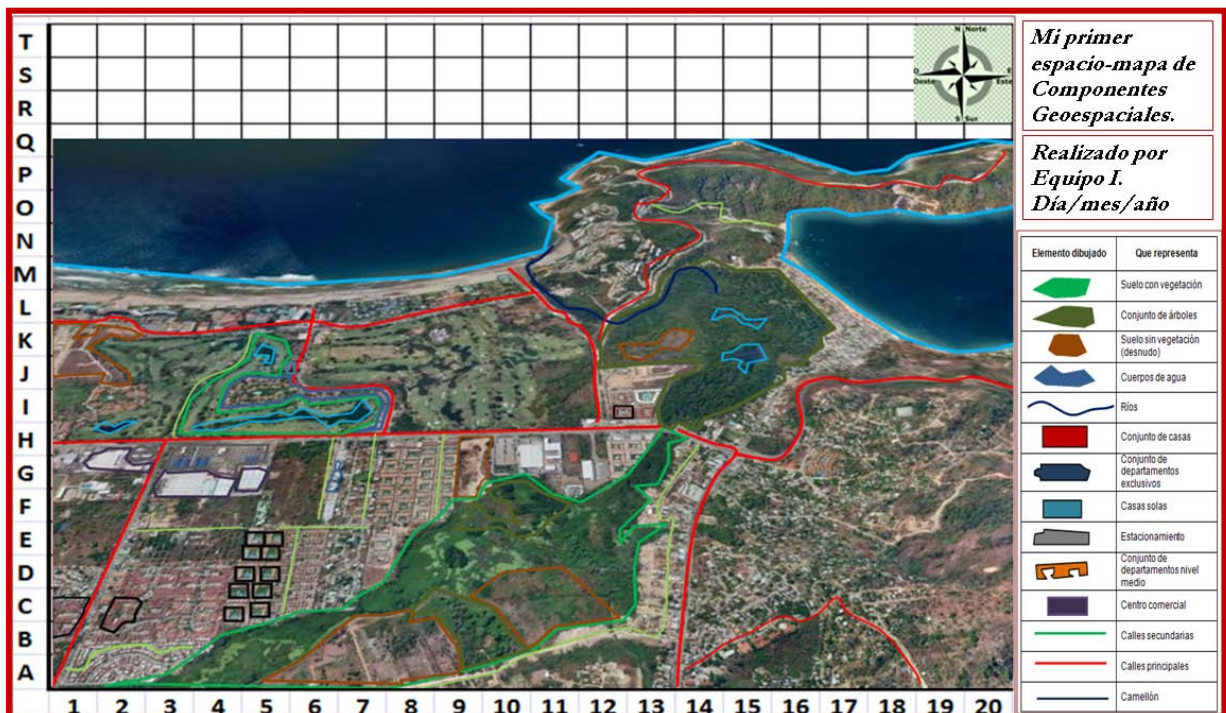 T
S
R
Q
P
O
N
M
L
K
J
I
H
G
F
E
D
C
B
A
1 2 3 4 5 6 7 8 9 10 11 12 13 14 15 16 17 18 19 20
N Norte
O
Oeste
E
Este
S Sur
Mi primer
espacio-mapa de
Componentes
Geoespaciales.
Realizado por
Equipo I.
Día/mes/año
Elemento dibujado Que representa
Suelo con vegetación
Conjunto de árboles
Suelo sin vegetación
(desnudo)
Cuerpos de agua
Ríos
Conjunto de casas
Conjunto de
departamentos
exclusivos
Casas solas
Estacionamiento
Conjunto de
departamentos nivel
medio
Centro comercial
Calles secundarias
Calles principales
Camellón